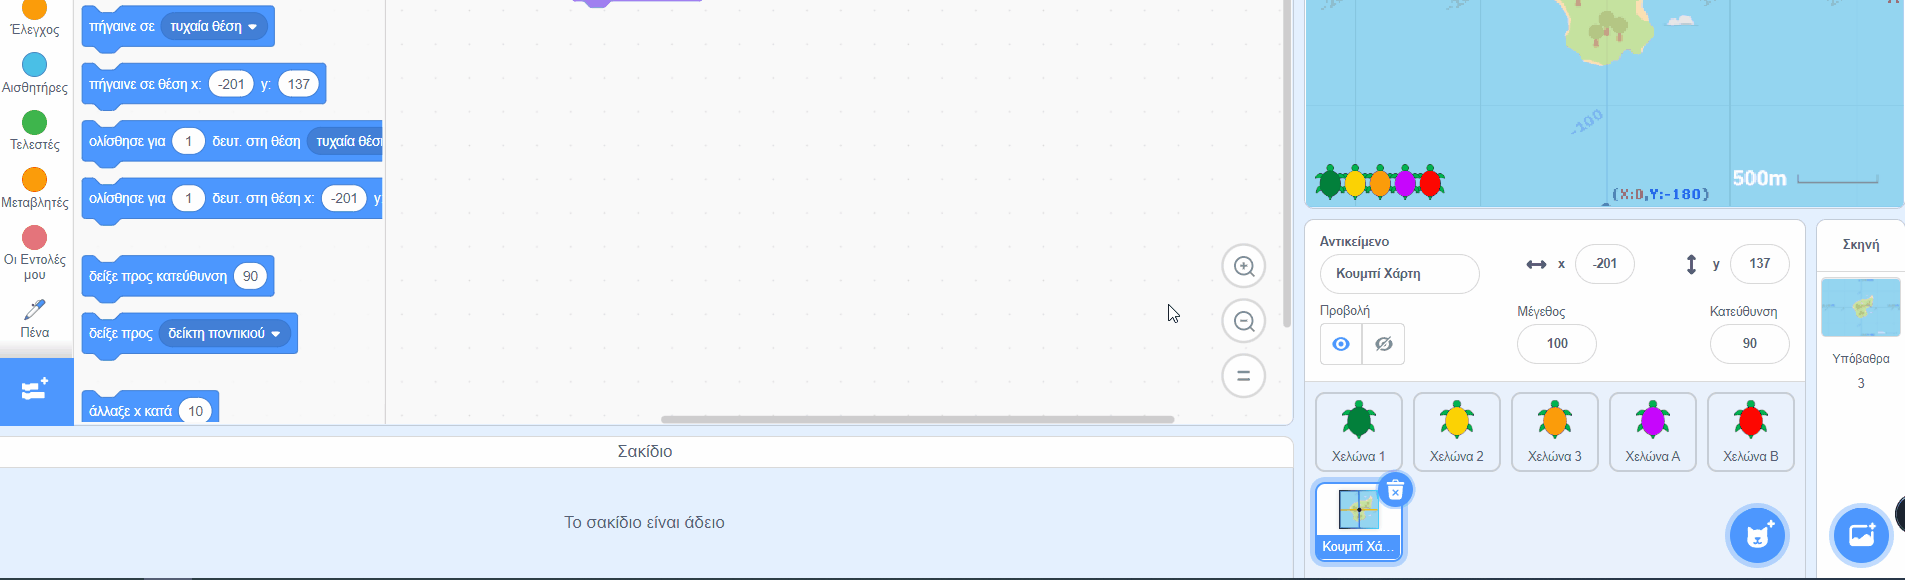 Έλεγχος
Αισθητήρες
Τελεστές
Μεταβλητές
Οι Εντολές
μου
Πένα
πήγαινε σε τυχαία θέση
πήγαινε σε θέση x: -201 y: 137
ολίσθησε για 1 δευτ. στη θέση τυχαία θέση
ολίσθησε για 1 δευτ. στη θέση x: -201 y
δείξε προς κατεύθυνση 90
δείξε προς δείκτη ποντικιού
άλλαξε x κατά 10
Σακίδιο
Το σακίδιο είναι άδειο
-100
500m
(X:0,Y:-180)
Αντικείμενο
Κουμπί Χάρτη
x -201
y 137
Προβολή
Μέγεθος
100
Κατεύθυνση
90
Χελώνα 1
Χελώνα 2
Χελώνα 3
Χελώνα Α
Χελώνα Β
Κουμπί Χά...
Σκηνή
Υπόβαθρα
3